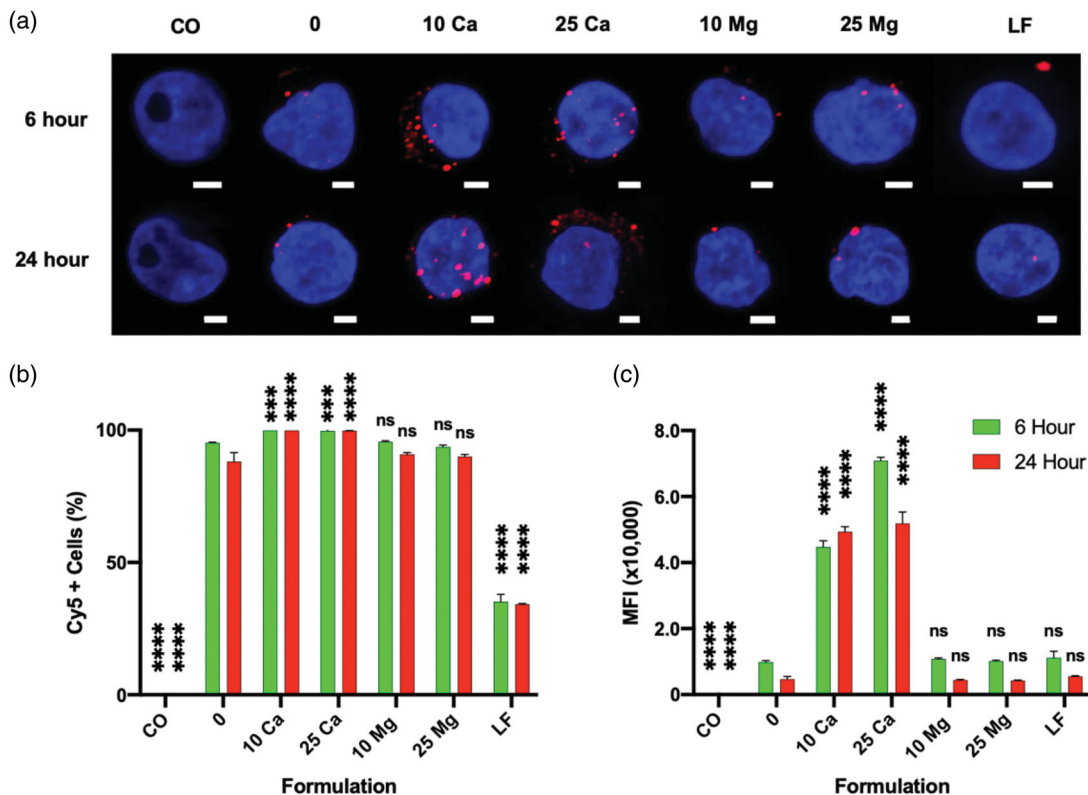 (a)
CO 0 10 Ca 25 Ca 10 Mg 25 Mg LF
6 hour
24 hour
(b)
Cy5 + Cells (%)
100
50
0
**** ****
*** ****
*** ****
ns ns
ns ns
**** ****
CO 0 10 Ca 25 Ca 10 Mg 25 Mg LF
Formulation
(c)
MFI (x10,000)
8.0
6.0
4.0
2.0
0
**** ****
**** ****
**** ****
ns ns
ns ns
ns ns
6 Hour
24 Hour
CO 0 10 Ca 25 Ca 10 Mg 25 Mg LF
Formulation